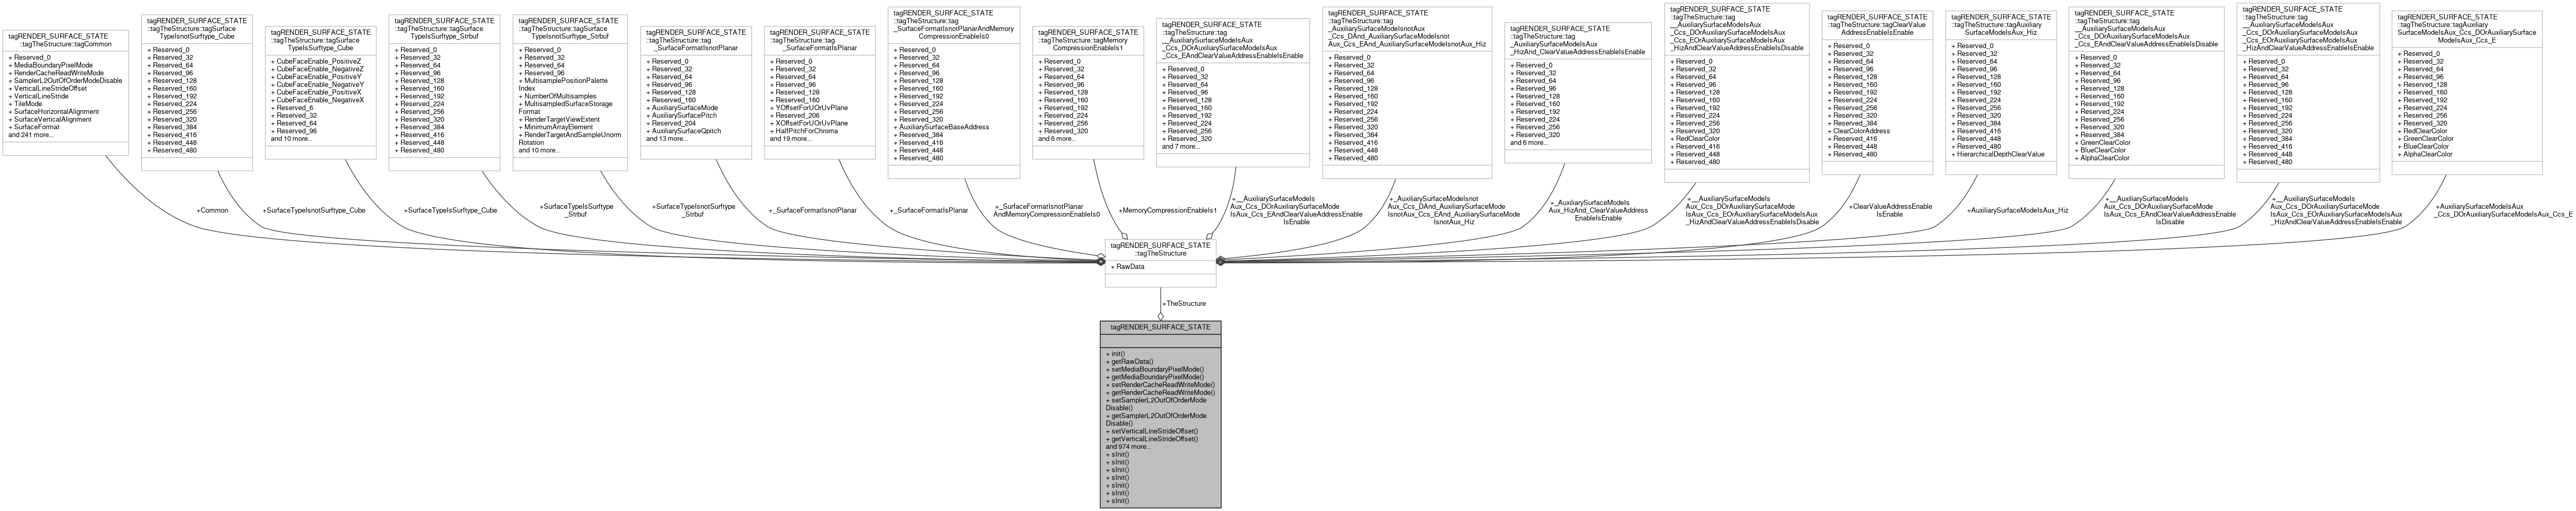 tagRENDER_SURFACE_STATE
::tagTheStructure::tagCommon
+ Reserved_0
+ MediaBoundaryPixelMode
+ RenderCacheReadWriteMode
+ SamplerL2OutOfOrderModeDisable
+ VerticalLineStrideOffset
+ VerticalLineStride
+ TileMode
+ SurfaceHorizontalAlignment
+ SurfaceVerticalAlignment
+ SurfaceFormat
and 241 more...
tagRENDER_SURFACE_STATE
::tagTheStructure::tagSurface
TypeIsnotSurftype_Cube
+ Reserved_0
+ Reserved_32
+ Reserved_64
+ Reserved_96
+ Reserved_128
+ Reserved_160
+ Reserved_192
+ Reserved_224
+ Reserved_256
+ Reserved_320
+ Reserved_384
+ Reserved_416
+ Reserved_448
+ Reserved_480
tagRENDER_SURFACE_STATE
::tagTheStructure::tagSurface
TypeIsSurftype_Cube
+ CubeFaceEnable_PositiveZ
+ CubeFaceEnable_NegativeZ
+ CubeFaceEnable_PositiveY
+ CubeFaceEnable_NegativeY
+ CubeFaceEnable_PositiveX
+ CubeFaceEnable_NegativeX
+ Reserved_6
+ Reserved_32
+ Reserved_64
+ Reserved_96
and 10 more...
tagRENDER_SURFACE_STATE
::tagTheStructure::tagSurface
TypeIsSurftype_Strbuf
+ Reserved_0
+ Reserved_32
+ Reserved_64
+ Reserved_96
+ Reserved_128
+ Reserved_160
+ Reserved_192
+ Reserved_224
+ Reserved_256
+ Reserved_320
+ Reserved_384
+ Reserved_416
+ Reserved_448
+ Reserved_480
tagRENDER_SURFACE_STATE
::tagTheStructure::tagSurface
TypeIsnotSurftype_Strbuf
+ Reserved_0
+ Reserved_32
+ Reserved_64
+ Reserved_96
+ MultisamplePositionPalette
Index
+ NumberOfMultisamples
+ MultisampledSurfaceStorage
Format
+ RenderTargetViewExtent
+ MinimumArrayElement
+ RenderTargetAndSampleUnorm
Rotation
and 10 more...
tagRENDER_SURFACE_STATE
::tagTheStructure::tag
_SurfaceFormatIsnotPlanar
+ Reserved_0
+ Reserved_32
+ Reserved_64
+ Reserved_96
+ Reserved_128
+ Reserved_160
+ AuxiliarySurfaceMode
+ AuxiliarySurfacePitch
+ Reserved_204
+ AuxiliarySurfaceQpitch
and 13 more...
tagRENDER_SURFACE_STATE
::tagTheStructure::tag
_SurfaceFormatIsPlanar
+ Reserved_0
+ Reserved_32
+ Reserved_64
+ Reserved_96
+ Reserved_128
+ Reserved_160
+ YOffsetForUOrUvPlane
+ Reserved_206
+ XOffsetForUOrUvPlane
+ HalfPitchForChroma
and 19 more...
tagRENDER_SURFACE_STATE
::tagTheStructure::tag
_SurfaceFormatIsnotPlanarAndMemory
CompressionEnableIs0
+ Reserved_0
+ Reserved_32
+ Reserved_64
+ Reserved_96
+ Reserved_128
+ Reserved_160
+ Reserved_192
+ Reserved_224
+ Reserved_256
+ Reserved_320
+ AuxiliarySurfaceBaseAddress
+ Reserved_384
+ Reserved_416
+ Reserved_448
+ Reserved_480
tagRENDER_SURFACE_STATE
::tagTheStructure::tagMemory
CompressionEnableIs1
+ Reserved_0
+ Reserved_32
+ Reserved_64
+ Reserved_96
+ Reserved_128
+ Reserved_160
+ Reserved_192
+ Reserved_224
+ Reserved_256
+ Reserved_320
and 6 more...
tagRENDER_SURFACE_STATE
::tagTheStructure::tag
__AuxiliarySurfaceModeIsAux
_Ccs_DOrAuxiliarySurfaceModeIsAux
_Ccs_EAndClearValueAddressEnableIsEnable
+ Reserved_0
+ Reserved_32
+ Reserved_64
+ Reserved_96
+ Reserved_128
+ Reserved_160
+ Reserved_192
+ Reserved_224
+ Reserved_256
+ Reserved_320
and 7 more...
tagRENDER_SURFACE_STATE
::tagTheStructure::tag
_AuxiliarySurfaceModeIsnotAux
_Ccs_DAnd_AuxiliarySurfaceModeIsnot
Aux_Ccs_EAnd_AuxiliarySurfaceModeIsnotAux_Hiz
+ Reserved_0
+ Reserved_32
+ Reserved_64
+ Reserved_96
+ Reserved_128
+ Reserved_160
+ Reserved_192
+ Reserved_224
+ Reserved_256
+ Reserved_320
+ Reserved_384
+ Reserved_416
+ Reserved_448
+ Reserved_480
tagRENDER_SURFACE_STATE
::tagTheStructure::tag
_AuxiliarySurfaceModeIsAux
_HizAnd_ClearValueAddress
EnableIsEnable
+ Reserved_0
+ Reserved_32
+ Reserved_64
+ Reserved_96
+ Reserved_128
+ Reserved_160
+ Reserved_192
+ Reserved_224
+ Reserved_256
+ Reserved_320
and 6 more...
tagRENDER_SURFACE_STATE
::tagTheStructure::tag
__AuxiliarySurfaceModeIsAux
_Ccs_DOrAuxiliarySurfaceModeIsAux
_Ccs_EOrAuxiliarySurfaceModeIsAux
_HizAndClearValueAddressEnableIsDisable
+ Reserved_0
+ Reserved_32
+ Reserved_64
+ Reserved_96
+ Reserved_128
+ Reserved_160
+ Reserved_192
+ Reserved_224
+ Reserved_256
+ Reserved_320
+ RedClearColor
+ Reserved_416
+ Reserved_448
+ Reserved_480
tagRENDER_SURFACE_STATE
::tagTheStructure::tagClearValue
AddressEnableIsEnable
+ Reserved_0
+ Reserved_32
+ Reserved_64
+ Reserved_96
+ Reserved_128
+ Reserved_160
+ Reserved_192
+ Reserved_224
+ Reserved_256
+ Reserved_320
+ Reserved_384
+ ClearColorAddress
+ Reserved_416
+ Reserved_448
+ Reserved_480
tagRENDER_SURFACE_STATE
::tagTheStructure::tagAuxiliary
SurfaceModeIsAux_Hiz
+ Reserved_0
+ Reserved_32
+ Reserved_64
+ Reserved_96
+ Reserved_128
+ Reserved_160
+ Reserved_192
+ Reserved_224
+ Reserved_256
+ Reserved_320
+ Reserved_384
+ Reserved_416
+ Reserved_448
+ Reserved_480
+ HierarchicalDepthClearValue
tagRENDER_SURFACE_STATE
::tagTheStructure::tag
__AuxiliarySurfaceModeIsAux
_Ccs_DOrAuxiliarySurfaceModeIsAux
_Ccs_EAndClearValueAddressEnableIsDisable
+ Reserved_0
+ Reserved_32
+ Reserved_64
+ Reserved_96
+ Reserved_128
+ Reserved_160
+ Reserved_192
+ Reserved_224
+ Reserved_256
+ Reserved_320
+ Reserved_384
+ GreenClearColor
+ BlueClearColor
+ AlphaClearColor
tagRENDER_SURFACE_STATE
::tagTheStructure::tag
__AuxiliarySurfaceModeIsAux
_Ccs_DOrAuxiliarySurfaceModeIsAux
_Ccs_EOrAuxiliarySurfaceModeIsAux
_HizAndClearValueAddressEnableIsEnable
+ Reserved_0
+ Reserved_32
+ Reserved_64
+ Reserved_96
+ Reserved_128
+ Reserved_160
+ Reserved_192
+ Reserved_224
+ Reserved_256
+ Reserved_320
+ Reserved_384
+ Reserved_416
+ Reserved_448
+ Reserved_480
tagRENDER_SURFACE_STATE
::tagTheStructure::tagAuxiliary
SurfaceModeIsAux_Ccs_DOrAuxiliarySurface
ModeIsAux_Ccs_E
+ Reserved_0
+ Reserved_32
+ Reserved_64
+ Reserved_96
+ Reserved_128
+ Reserved_160
+ Reserved_192
+ Reserved_224
+ Reserved_256
+ Reserved_320
+ RedClearColor
+ GreenClearColor
+ BlueClearColor
+ AlphaClearColor
+Common
+SurfaceTypeIsnotSurftype_Cube
+SurfaceTypeIsSurftype_Cube
+SurfaceTypeIsSurftype
_Strbuf
+SurfaceTypeIsnotSurftype
_Strbuf
+_SurfaceFormatIsnotPlanar
+_SurfaceFormatIsPlanar
+_SurfaceFormatIsnotPlanar
AndMemoryCompressionEnableIs0
+MemoryCompressionEnableIs1
+__AuxiliarySurfaceModeIs
Aux_Ccs_DOrAuxiliarySurfaceMode
IsAux_Ccs_EAndClearValueAddressEnable
IsEnable
+_AuxiliarySurfaceModeIsnot
Aux_Ccs_DAnd_AuxiliarySurfaceMode
IsnotAux_Ccs_EAnd_AuxiliarySurfaceMode
IsnotAux_Hiz
+_AuxiliarySurfaceModeIs
Aux_HizAnd_ClearValueAddress
EnableIsEnable
+__AuxiliarySurfaceModeIs
Aux_Ccs_DOrAuxiliarySurfaceMode
IsAux_Ccs_EOrAuxiliarySurfaceModeIsAux
_HizAndClearValueAddressEnableIsDisable
+ClearValueAddressEnable
IsEnable
+AuxiliarySurfaceModeIsAux_Hiz
+__AuxiliarySurfaceModeIs
Aux_Ccs_DOrAuxiliarySurfaceMode
IsAux_Ccs_EAndClearValueAddressEnable
IsDisable
+__AuxiliarySurfaceModeIs
Aux_Ccs_DOrAuxiliarySurfaceMode
IsAux_Ccs_EOrAuxiliarySurfaceModeIsAux
_HizAndClearValueAddressEnableIsEnable
+AuxiliarySurfaceModeIsAux
_Ccs_DOrAuxiliarySurfaceModeIsAux_Ccs_E
tagRENDER_SURFACE_STATE
::tagTheStructure
+ RawData
+TheStructure
tagRENDER_SURFACE_STATE
+ init()
+ getRawData()
+ setMediaBoundaryPixelMode()
+ getMediaBoundaryPixelMode()
+ setRenderCacheReadWriteMode()
+ getRenderCacheReadWriteMode()
+ setSamplerL2OutOfOrderMode
Disable()
+ getSamplerL2OutOfOrderMode
Disable()
+ setVerticalLineStrideOffset()
+ getVerticalLineStrideOffset()
and 974 more...
+ sInit()
+ sInit()
+ sInit()
+ sInit()
+ sInit()
+ sInit()
+ sInit()